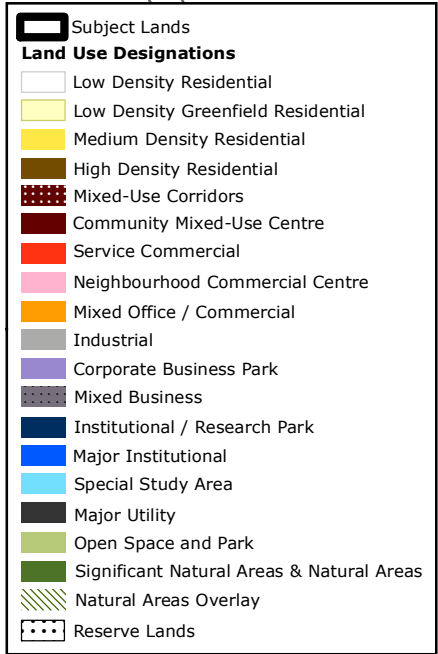 Subject Lands
Land Use Designations
Low Density Residential
Low Density Greenfield Residential
Medium Density Residential
High Density Residential
Mixed-Use Corridors
Community Mixed-Use Centre
Service Commercial
Neighbourhood Commercial Centre
Mixed Office / Commercial
Industrial
Corporate Business Park
Mixed Business
Institutional / Research Park
Major Institutional
Special Study Area
Major Utility
Open Space and Park
Significant Natural Areas & Natural Areas
Natural Areas Overlay
Reserve Lands